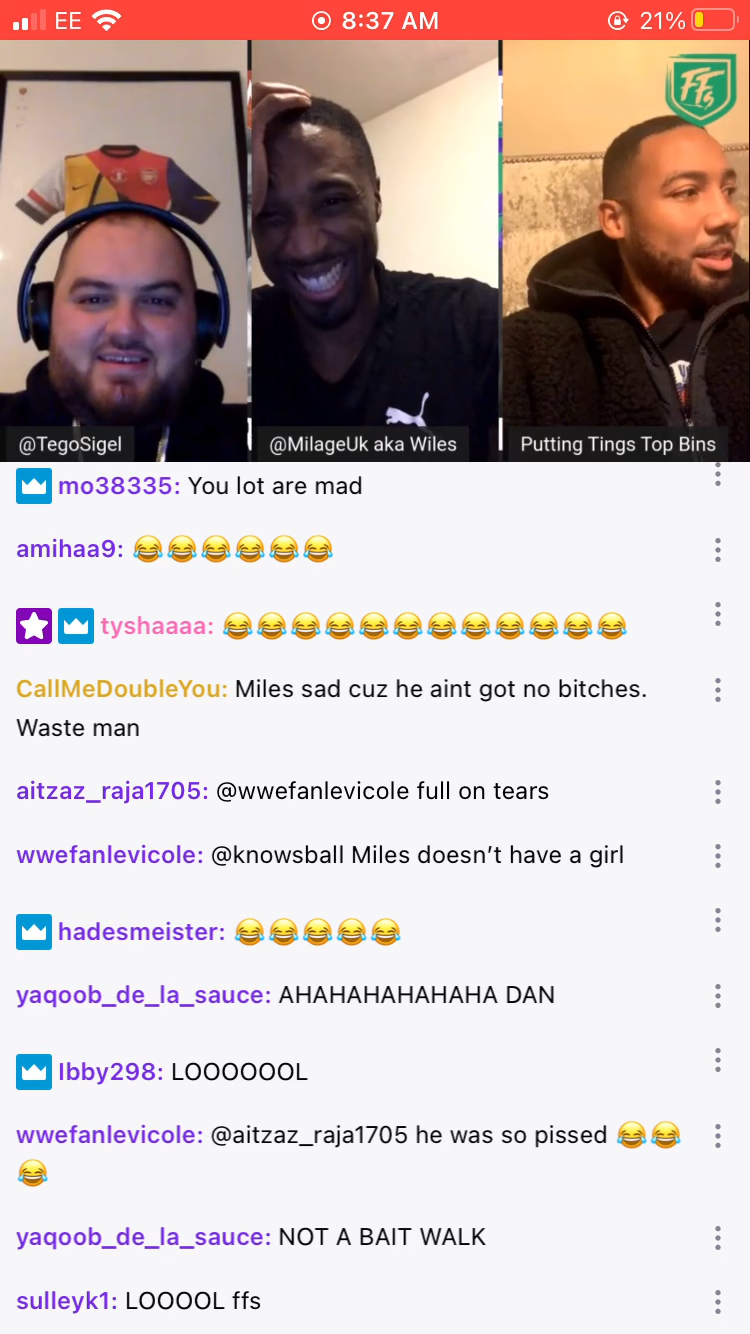 EE 8:37 AM 21%
FFs
@TegoSigel @MilageUk aka Wiles Putting Tings Top Bins
mo38335: You lot are mad
amihaa9: 😂😂😂😂😂😂
tyshaaaa: 😂😂😂😂😂😂😂😂😂😂😂😂
CallMeDoubleYou: Miles sad cuz he aint got no bitches.
Waste man
aitzaz_raja1705: @wwefanlevicole full on tears
wwefanlevicole: @knowsball Miles doesn’t have a girl
hadesmeister: 😂😂😂😂😂
yaqoob_de_la_sauce: AHAHAHAHAHAHA DAN
Ibby298: LOOOOOOL
wwefanlevicole: @aitzaz_raja1705 he was so pissed 😂😂
😂
yaqoob_de_la_sauce: NOT A BAIT WALK
sulleyk1: LOOOOL ffs